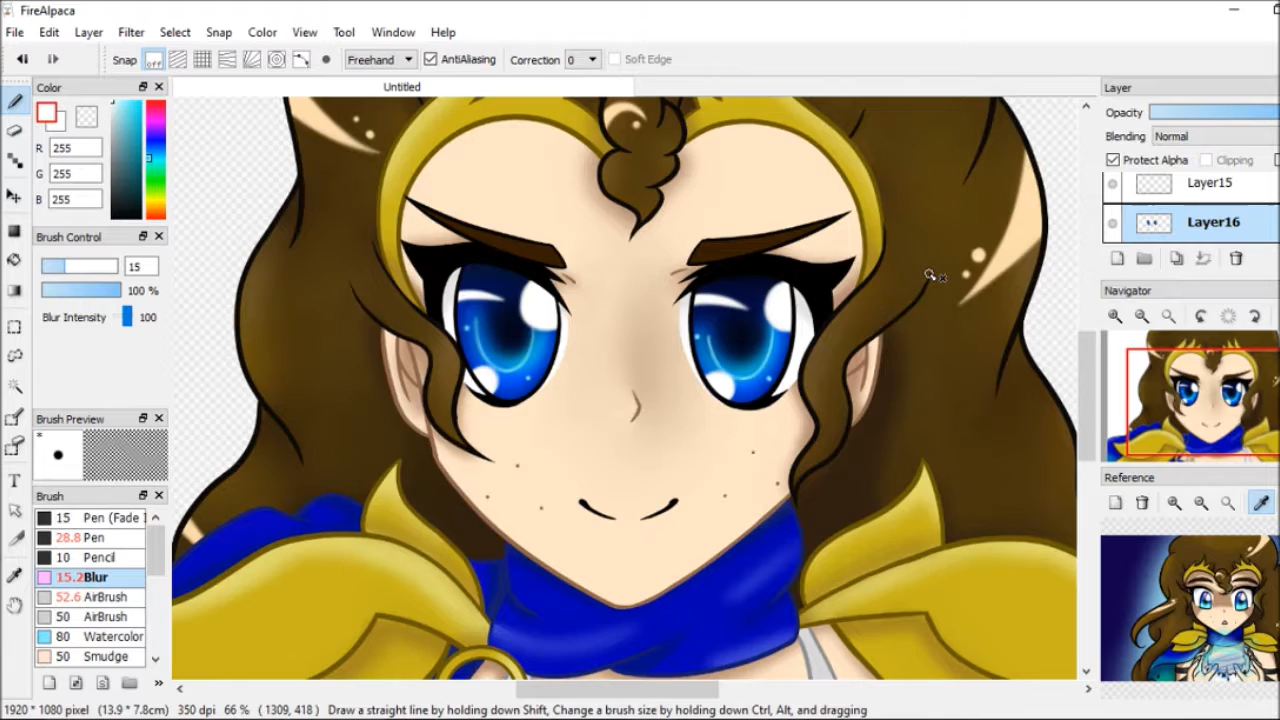 FireAlpaca
File Edit Layer Filter Select Snap Color View Tool Window Help
Snap off Freehand AntiAliasing Correction 0 Soft Edge
Color
Untitled
Layer
R 255
G 255
B 255
Opacity
Blending Normal
Protect Alpha Clipping
Layer15
Layer16
Brush Control
15
100 %
Blur Intensity 100
Navigator
Brush Preview
*
Reference
Brush
15 Pen (Fade
28.8 Pen
10 Pencil
15.2 Blur
52.6 AirBrush
50 AirBrush
80 Watercolor
50 Smudge
T
1920 * 1080 pixel (13.9 * 7.8cm) 350 dpi 66 % ( 1309, 418 ) Draw a straight line by holding down Shift, Change a brush size by holding down Ctrl, Alt, and dragging